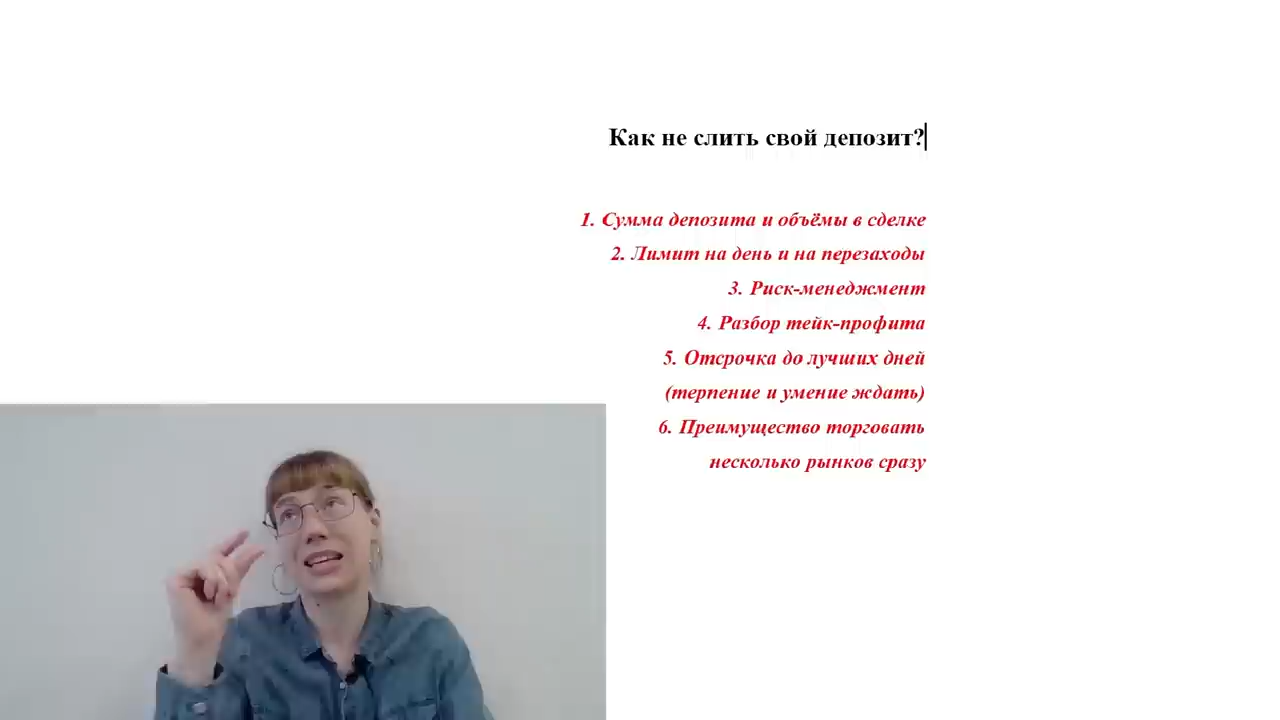 Как не слить свой депозит?
1. Сумма депозита и объёмы в сделке
2. Лимит на день и на перезаходы
3. Риск-менеджмент
4. Разбор тейк-профита
5. Отсрочка до лучших дней
(терпение и умение ждать)
6. Преимущество торговать
несколько рынков сразу